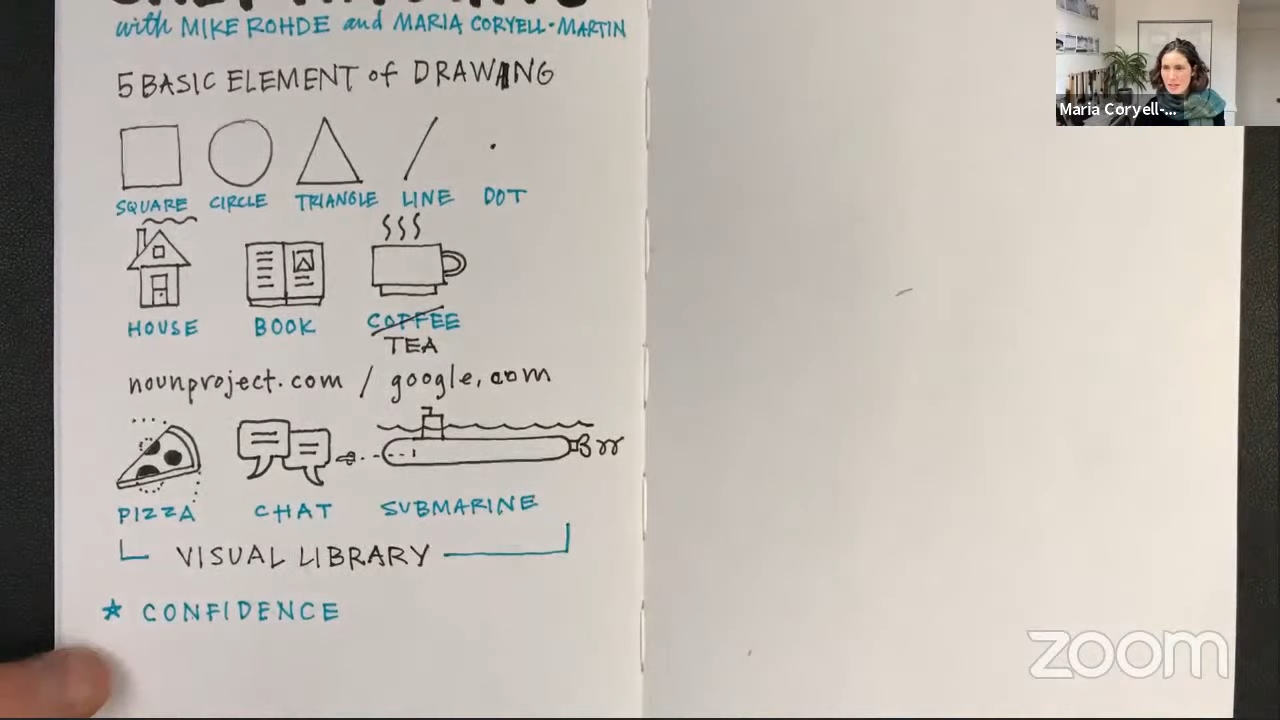 with MIKE ROHDE and MARIA CORYELL-MARTIN
5 BASIC ELEMENT of DRAWING
SQUARE CIRCLE TRIANGLE LINE DOT
HOUSE BOOK COFFEE
TEA
nounproject.com / google.com
PIZZA CHAT SUBMARINE
VISUAL LIBRARY
★ CONFIDENCE
Maria Coryell-...
zoom